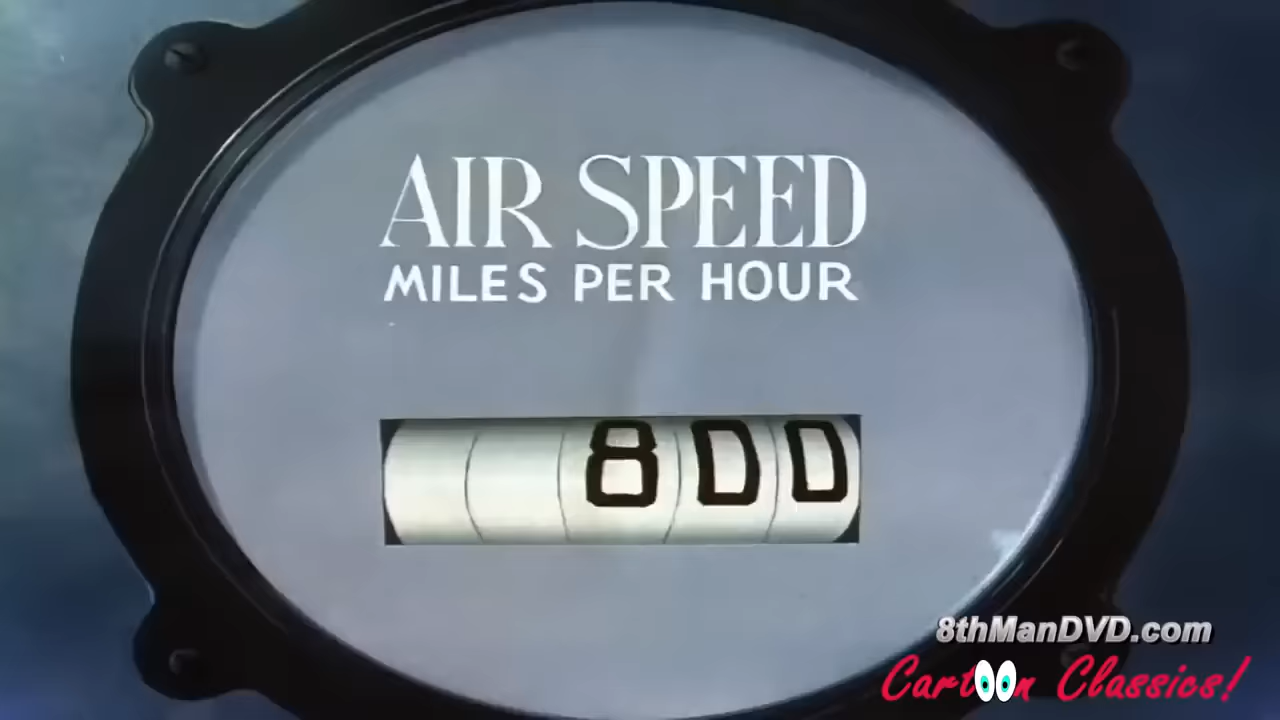 AIR SPEED
MILES PER HOUR
800
8thManDVD.com
Cartoon Classics!